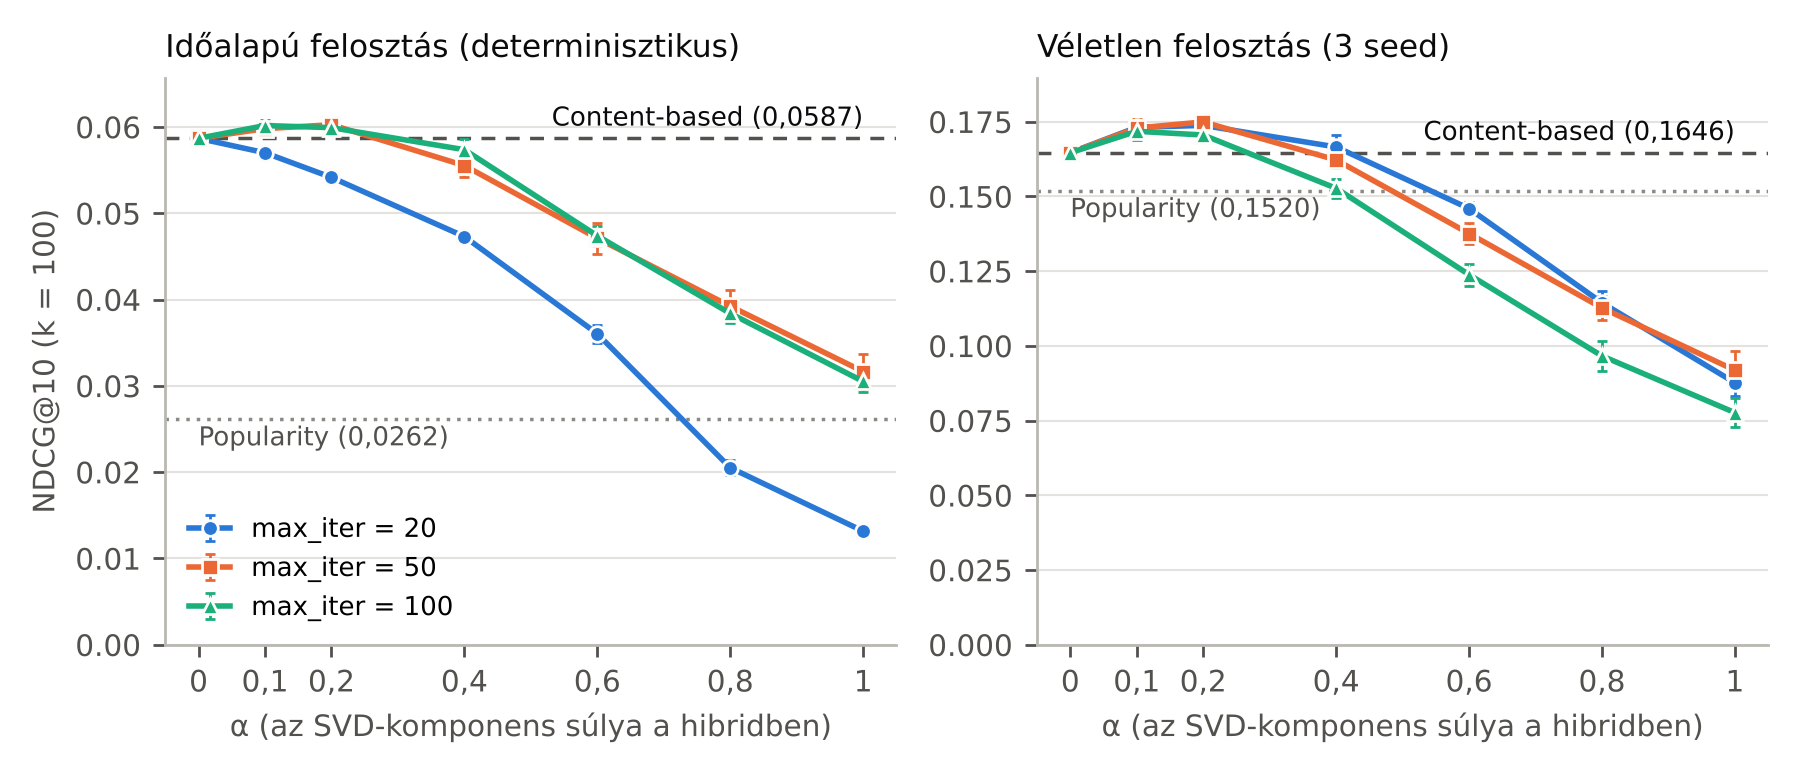 Időalapú felosztás (determinisztikus)
NDCG@10 (k = 100)
0.06
0.05
0.04
0.03
0.02
0.01
0.00
Content-based (0,0587)
Popularity (0,0262)
max_iter = 20
max_iter = 50
max_iter = 100
0 0,1 0,2 0,4 0,6 0,8 1
α (az SVD-komponens súlya a hibridben)
Véletlen felosztás (3 seed)
0.175
0.150
0.125
0.100
0.075
0.050
0.025
0.000
Content-based (0,1646)
Popularity (0,1520)
0 0,1 0,2 0,4 0,6 0,8 1
α (az SVD-komponens súlya a hibridben)